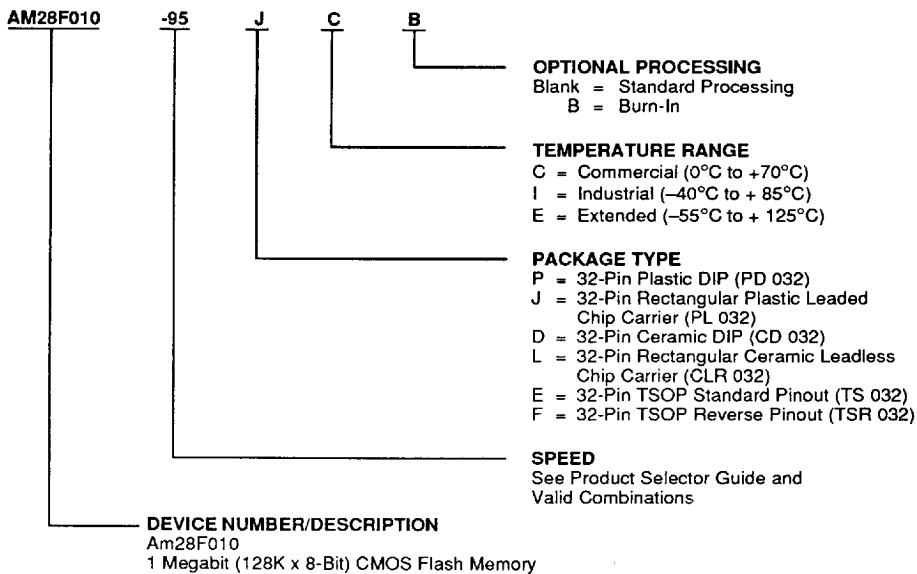 AM28F010 -95 J C B
OPTIONAL PROCESSING
Blank = Standard Processing
B = Burn-In
TEMPERATURE RANGE
C = Commercial (0°C to +70°C)
I = Industrial (–40°C to + 85°C)
E = Extended (–55°C to + 125°C)
PACKAGE TYPE
P = 32-Pin Plastic DIP (PD 032)
J = 32-Pin Rectangular Plastic Leaded
Chip Carrier (PL 032)
D = 32-Pin Ceramic DIP (CD 032)
L = 32-Pin Rectangular Ceramic Leadless
Chip Carrier (CLR 032)
E = 32-Pin TSOP Standard Pinout (TS 032)
F = 32-Pin TSOP Reverse Pinout (TSR 032)
SPEED
See Product Selector Guide and
Valid Combinations
DEVICE NUMBER/DESCRIPTION
Am28F010
1 Megabit (128K x 8-Bit) CMOS Flash Memory